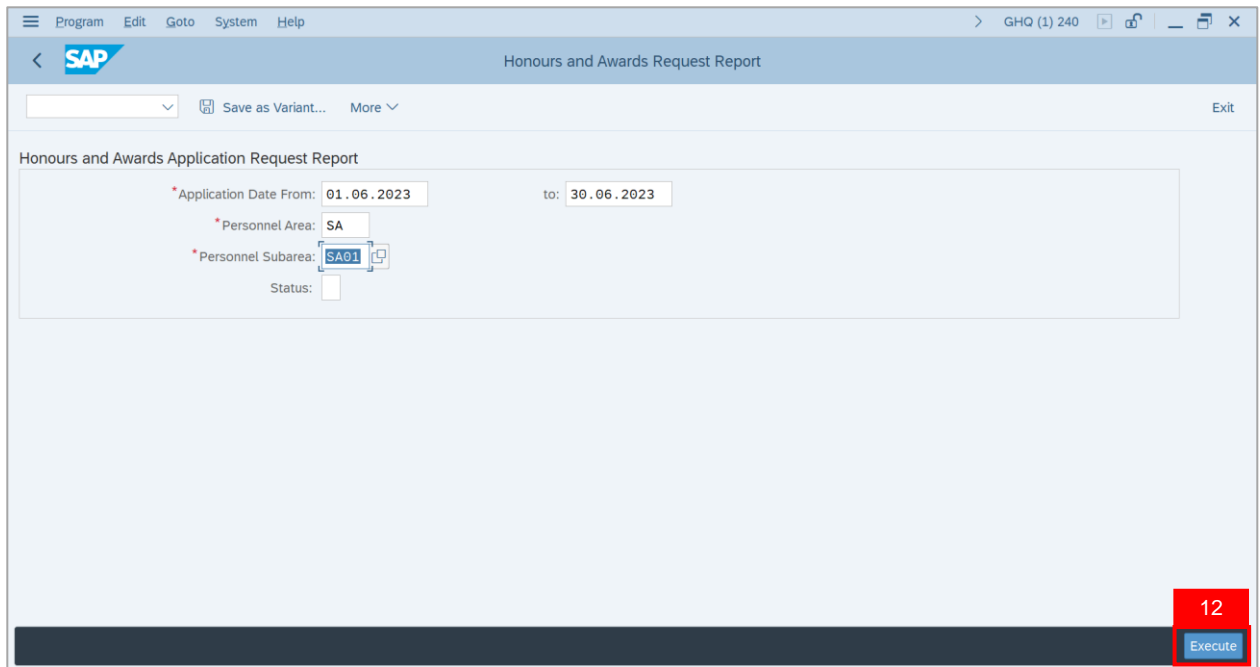 Program Edit Goto System Help GHQ (1) 240
SAP Honours and Awards Request Report
Save as Variant... More Exit
Honours and Awards Application Request Report
*Application Date From: 01.06.2023 to: 30.06.2023
*Personnel Area: SA
*Personnel Subarea: SA01
Status:
12
Execute